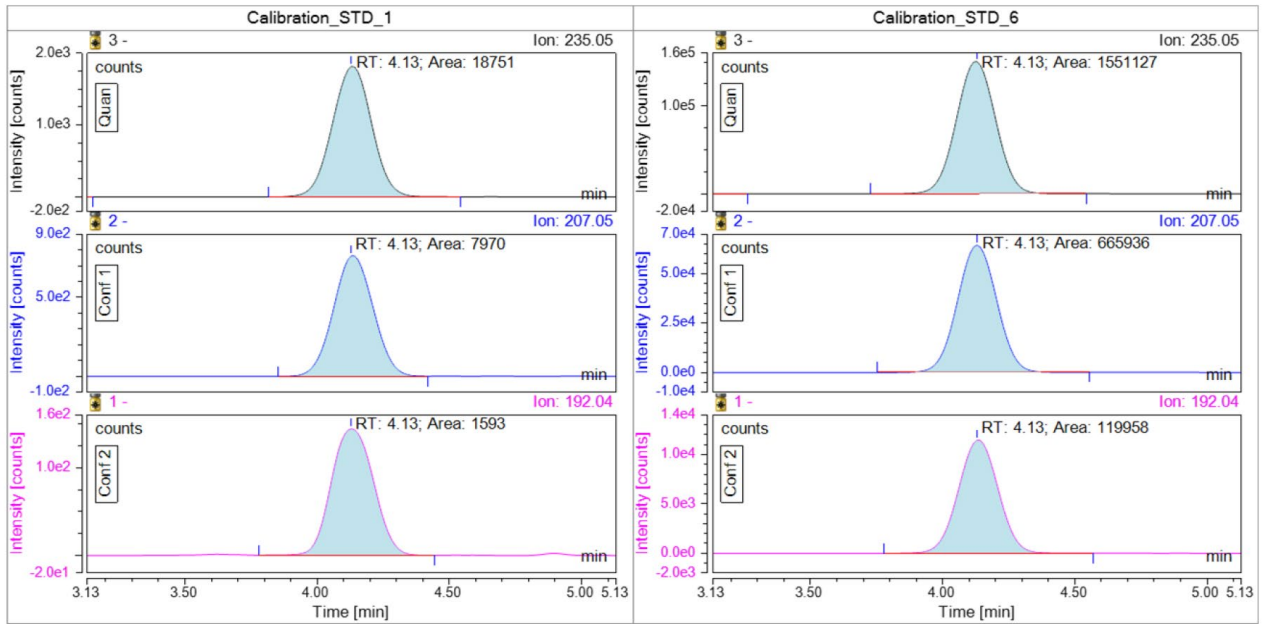 Calibration_STD_1
3 -
Ion: 235.05
2.0e3
1.0e3
-2.0e2
Intensity [counts]
counts
Quan
RT: 4.13; Area: 18751
min
2 -
Ion: 207.05
9.0e2
5.0e2
-1.0e2
Intensity [counts]
counts
Conf 1
RT: 4.13; Area: 7970
min
1 -
Ion: 192.04
1.6e2
1.0e2
-2.0e1
Intensity [counts]
counts
Conf 2
RT: 4.13; Area: 1593
min
3.13 3.50 4.00 4.50 5.00 5.13
Time [min]
Calibration_STD_6
3 -
Ion: 235.05
1.6e5
1.0e5
-2.0e4
Intensity [counts]
counts
Quan
RT: 4.13; Area: 1551127
min
2 -
Ion: 207.05
7.0e4
5.0e4
2.5e4
0.0e0
-1.0e4
Intensity [counts]
counts
Conf 1
RT: 4.13; Area: 665936
min
1 -
Ion: 192.04
1.4e4
1.0e4
5.0e3
0.0e0
-2.0e3
Intensity [counts]
counts
Conf 2
RT: 4.13; Area: 119958
min
3.13 3.50 4.00 4.50 5.00 5.13
Time [min]